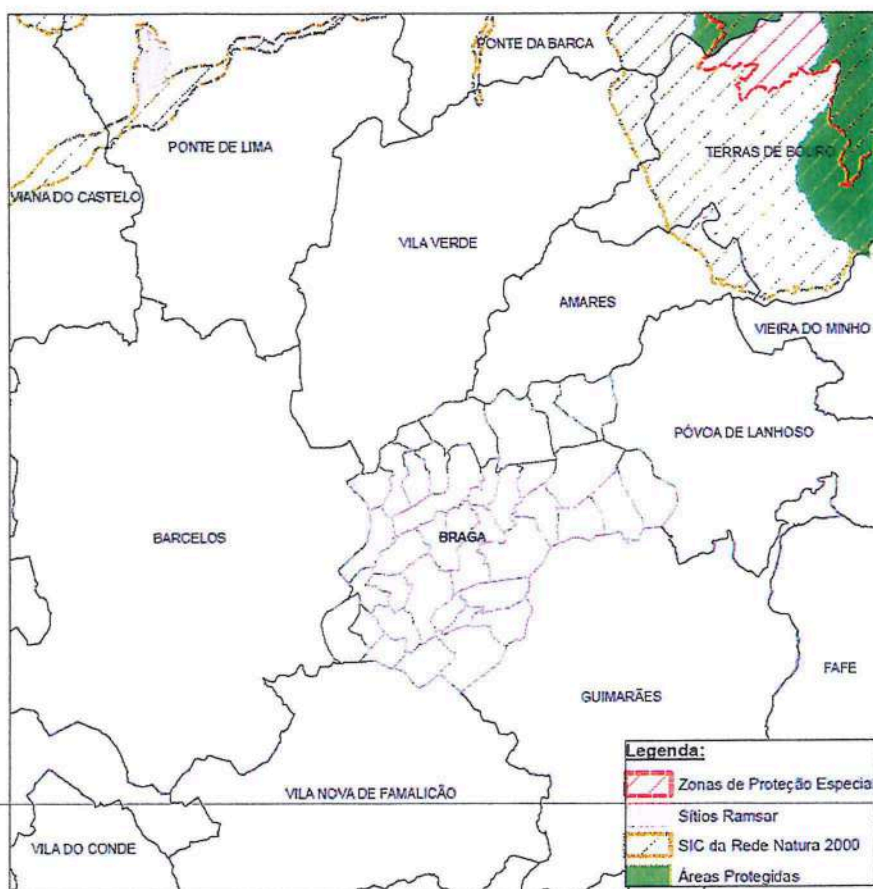 PONTE DA BARCA
PONTE DE LIMA
TERRAS DE BOURO
VIANA DO CASTELO
VILA VERDE
AMARES
VIEIRA DO MINHO
PÓVOA DE LANHOSO
BARCELOS
BRAGA
FAFE
GUIMARÃES
VILA NOVA DE FAMALICÃO
VILA DO CONDE
Legenda:
Zonas de Proteção Especial
Sítios Ramsar
SIC da Rede Natura 2000
Áreas Protegidas